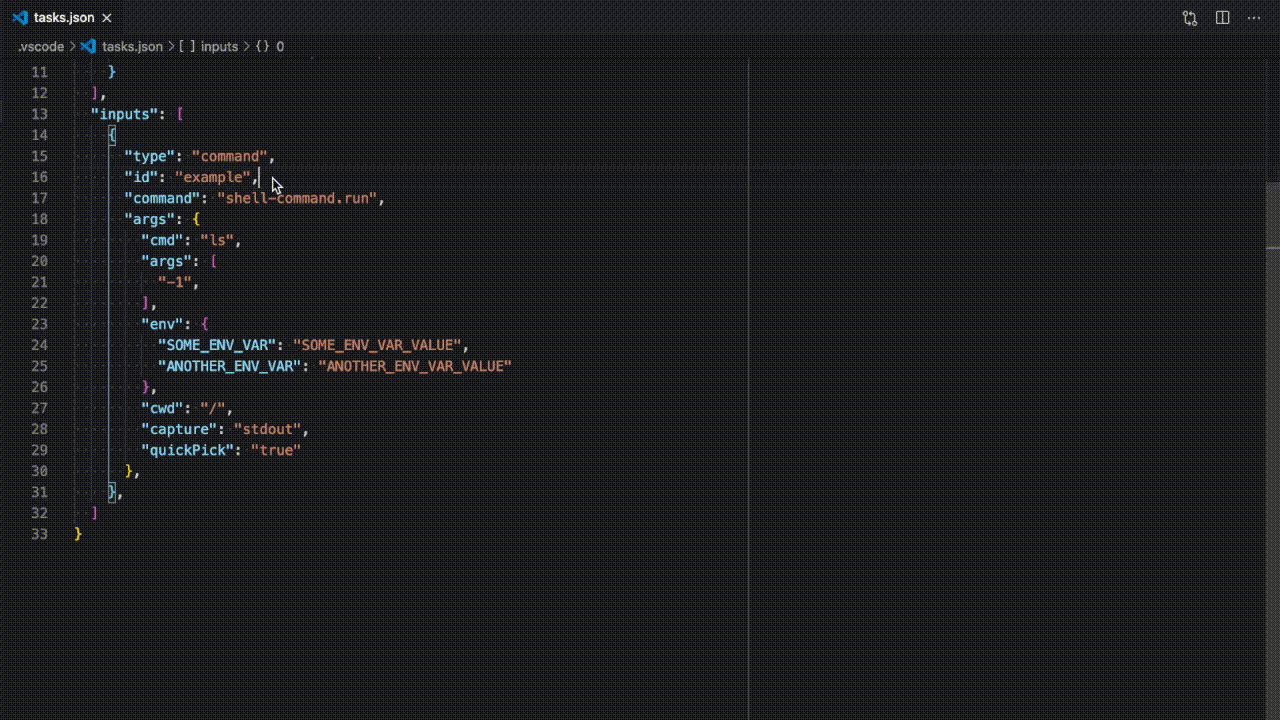 tasks.json
.vscode > tasks.json > [ ] inputs > {} 0
11 }
12 ],
13 "inputs": [
14 {
15 "type": "command",
16 "id": "example",
17 "command": "shell-command.run",
18 "args": {
19 "cmd": "ls",
20 "args": [
21 "-1",
22 ],
23 "env": {
24 "SOME_ENV_VAR": "SOME_ENV_VAR_VALUE",
25 "ANOTHER_ENV_VAR": "ANOTHER_ENV_VAR_VALUE"
26 },
27 "cwd": "/",
28 "capture": "stdout",
29 "quickPick": "true"
30 },
31 },
32 ]
33 }